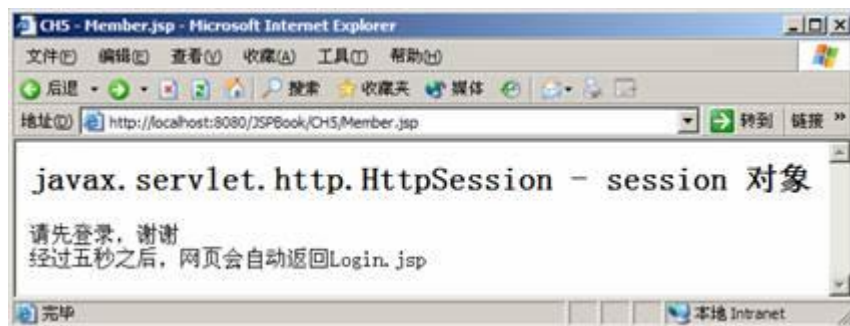 CH5 - Member.jsp - Microsoft Internet Explorer
文件(F) 编辑(E) 查看(V) 收藏(A) 工具(T) 帮助(H)
后退 搜索 收藏夹 媒体
地址(D) http://localhost:8080/JSPBook/CH5/Member.jsp 转到 链接 »
javax.servlet.http.HttpSession - session 对象
请先登录，谢谢
经过五秒之后，网页会自动返回Login.jsp
完毕 本地 Intranet